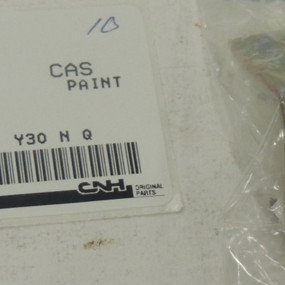 10
CAS
PAINT
Y30 N Q
CNH ORIGINAL
PARTS